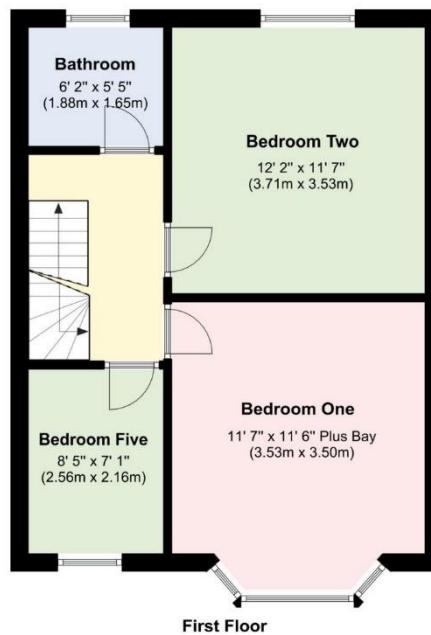 Bathroom
6' 2" x 5' 5"
(1.88m x 1.65m)
Bedroom Two
12' 2" x 11' 7"
(3.71m x 3.53m)
Bedroom Five
8' 5" x 7' 1"
(2.56m x 2.16m)
Bedroom One
11' 7" x 11' 6" Plus Bay
(3.53m x 3.50m)
First Floor